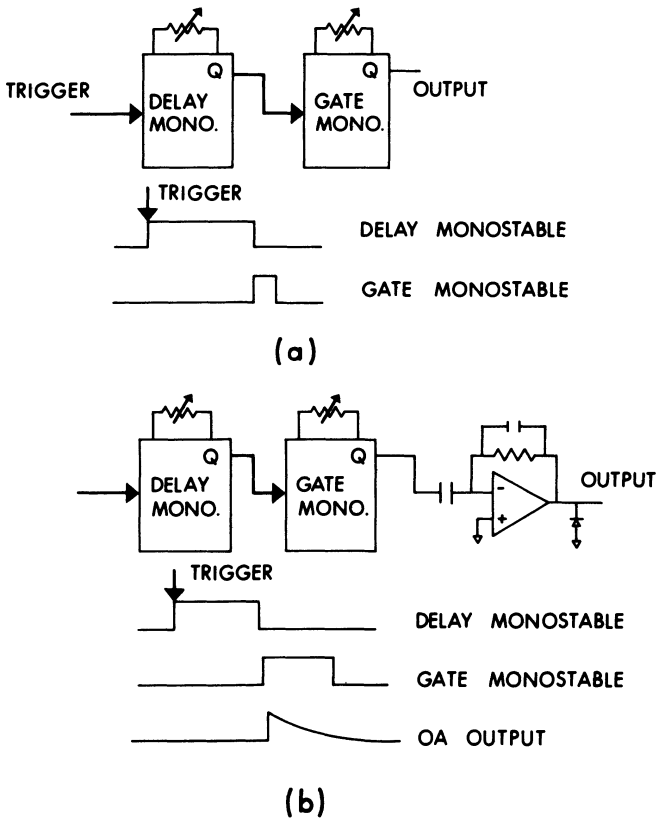 Q
Q
TRIGGER
DELAY
MONO.
GATE
MONO.
OUTPUT
TRIGGER
DELAY MONOSTABLE
GATE MONOSTABLE
(a)
Q
Q
DELAY
MONO.
GATE
MONO.
-
+
OUTPUT
TRIGGER
DELAY MONOSTABLE
GATE MONOSTABLE
OA OUTPUT
(b)